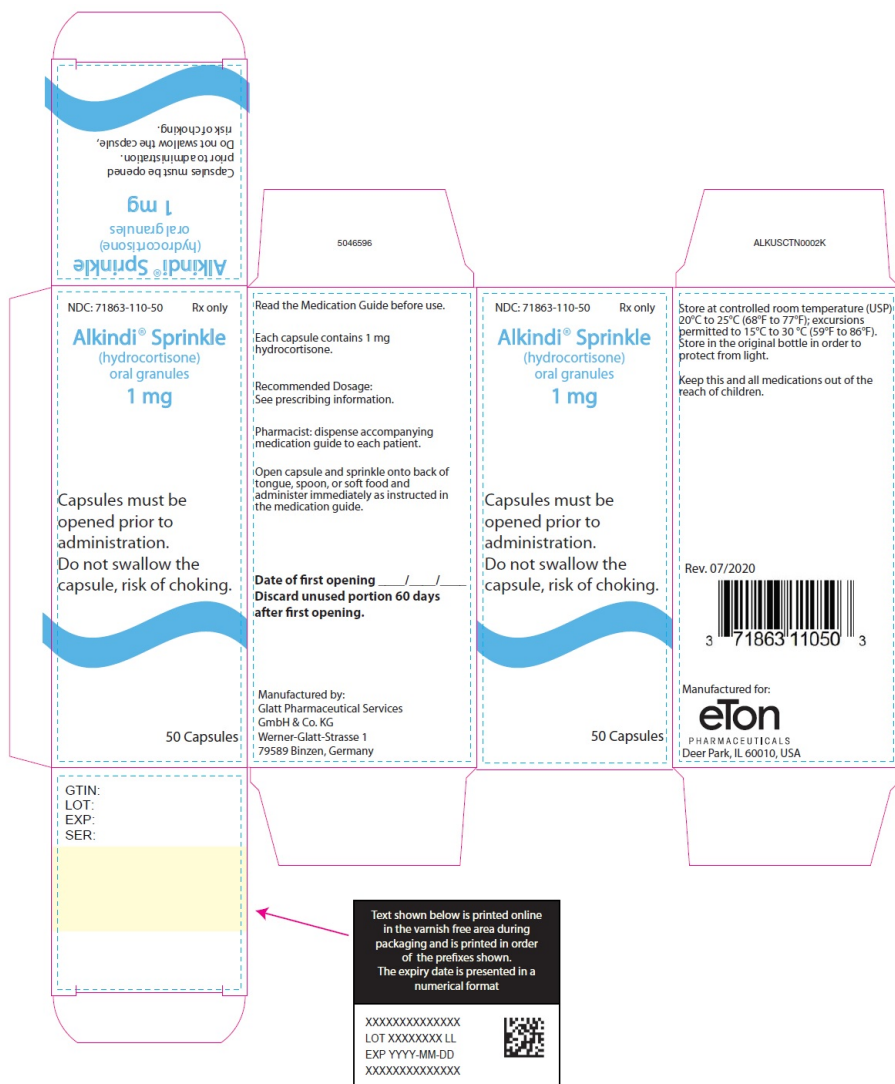 Alkindi® Sprinkle
(hydrocortisone)
oral granules
1 mg
Capsules must be opened
prior to administration.
Do not swallow the capsule,
risk of choking.
5046596
ALKUSCTN0002K
NDC: 71863-110-50 Rx only
Alkindi® Sprinkle
(hydrocortisone)
oral granules
1 mg
Capsules must be
opened prior to
administration.
Do not swallow the
capsule, risk of choking.
50 Capsules
Read the Medication Guide before use.
Each capsule contains 1 mg
hydrocortisone.
Recommended Dosage:
See prescribing information.
Pharmacist: dispense accompanying
medication guide to each patient.
Open capsule and sprinkle onto back of
tongue, spoon, or soft food and
administer immediately as instructed in
the medication guide.
Date of first opening ____/____/____
Discard unused portion 60 days
after first opening.
Manufactured by:
Glatt Pharmaceutical Services
GmbH & Co. KG
Werner-Glatt-Strasse 1
79589 Binzen, Germany
NDC: 71863-110-50 Rx only
Alkindi® Sprinkle
(hydrocortisone)
oral granules
1 mg
Capsules must be
opened prior to
administration.
Do not swallow the
capsule, risk of choking.
50 Capsules
Store at controlled room temperature (USP)
20°C to 25°C (68°F to 77°F); excursions
permitted to 15°C to 30 °C (59°F to 86°F).
Store in the original bottle in order to
protect from light.
Keep this and all medications out of the
reach of children.
Rev. 07/2020
3 71863 11050 3
Manufactured for:
eTon
PHARMACEUTICALS
Deer Park, IL 60010, USA
GTIN:
LOT:
EXP:
SER:
Text shown below is printed online
in the varnish free area during
packaging and is printed in order
of the prefixes shown.
The expiry date is presented in a
numerical format
XXXXXXXXXXXXXX
LOT XXXXXXXX LL
EXP YYYY-MM-DD
XXXXXXXXXXXXXX